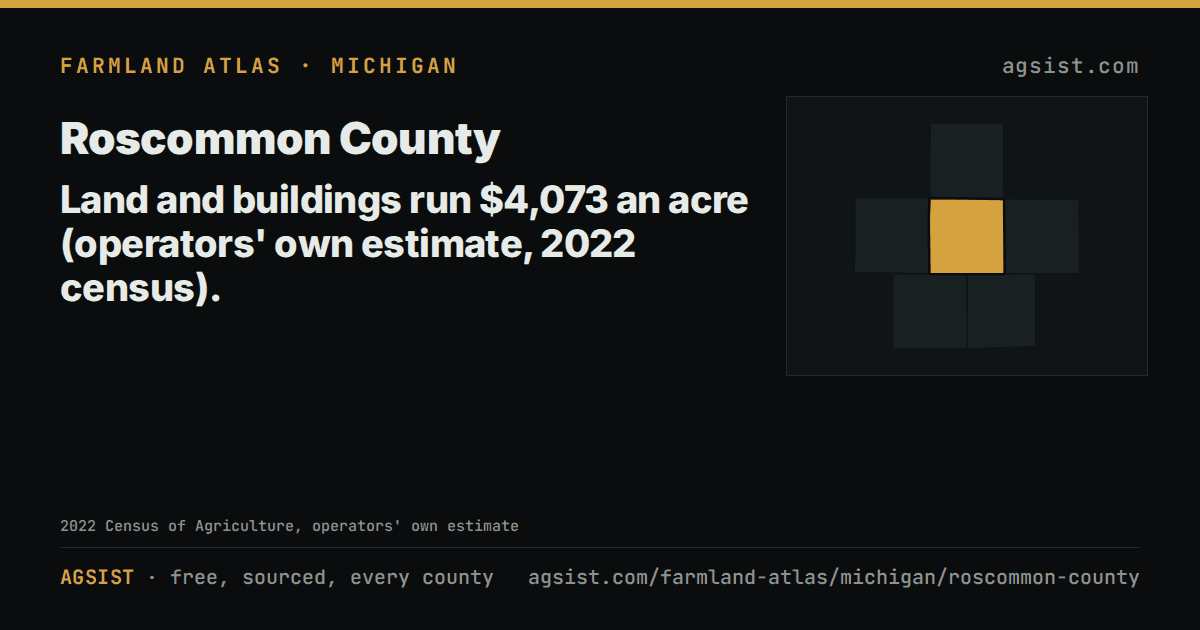 FARMLAND ATLAS · MICHIGAN
agsist.com
Roscommon County
Land and buildings run $4,073 an acre
(operators' own estimate, 2022
census).
2022 Census of Agriculture, operators' own estimate
AGSIST · free, sourced, every county
agsist.com/farmland-atlas/michigan/roscommon-county